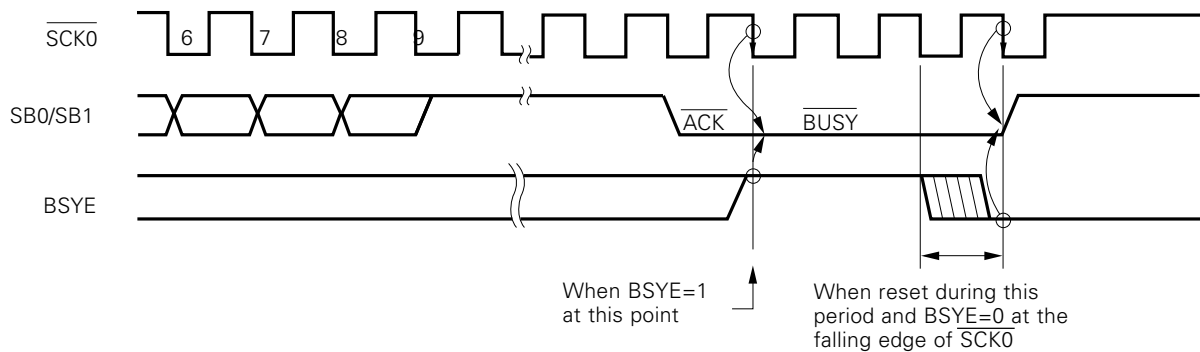 SCK0
6 7 8 9
SB0/SB1
ACK BUSY
BSYE
When BSYE=1
at this point
When reset during this
period and BSYE=0 at the
falling edge of SCK0